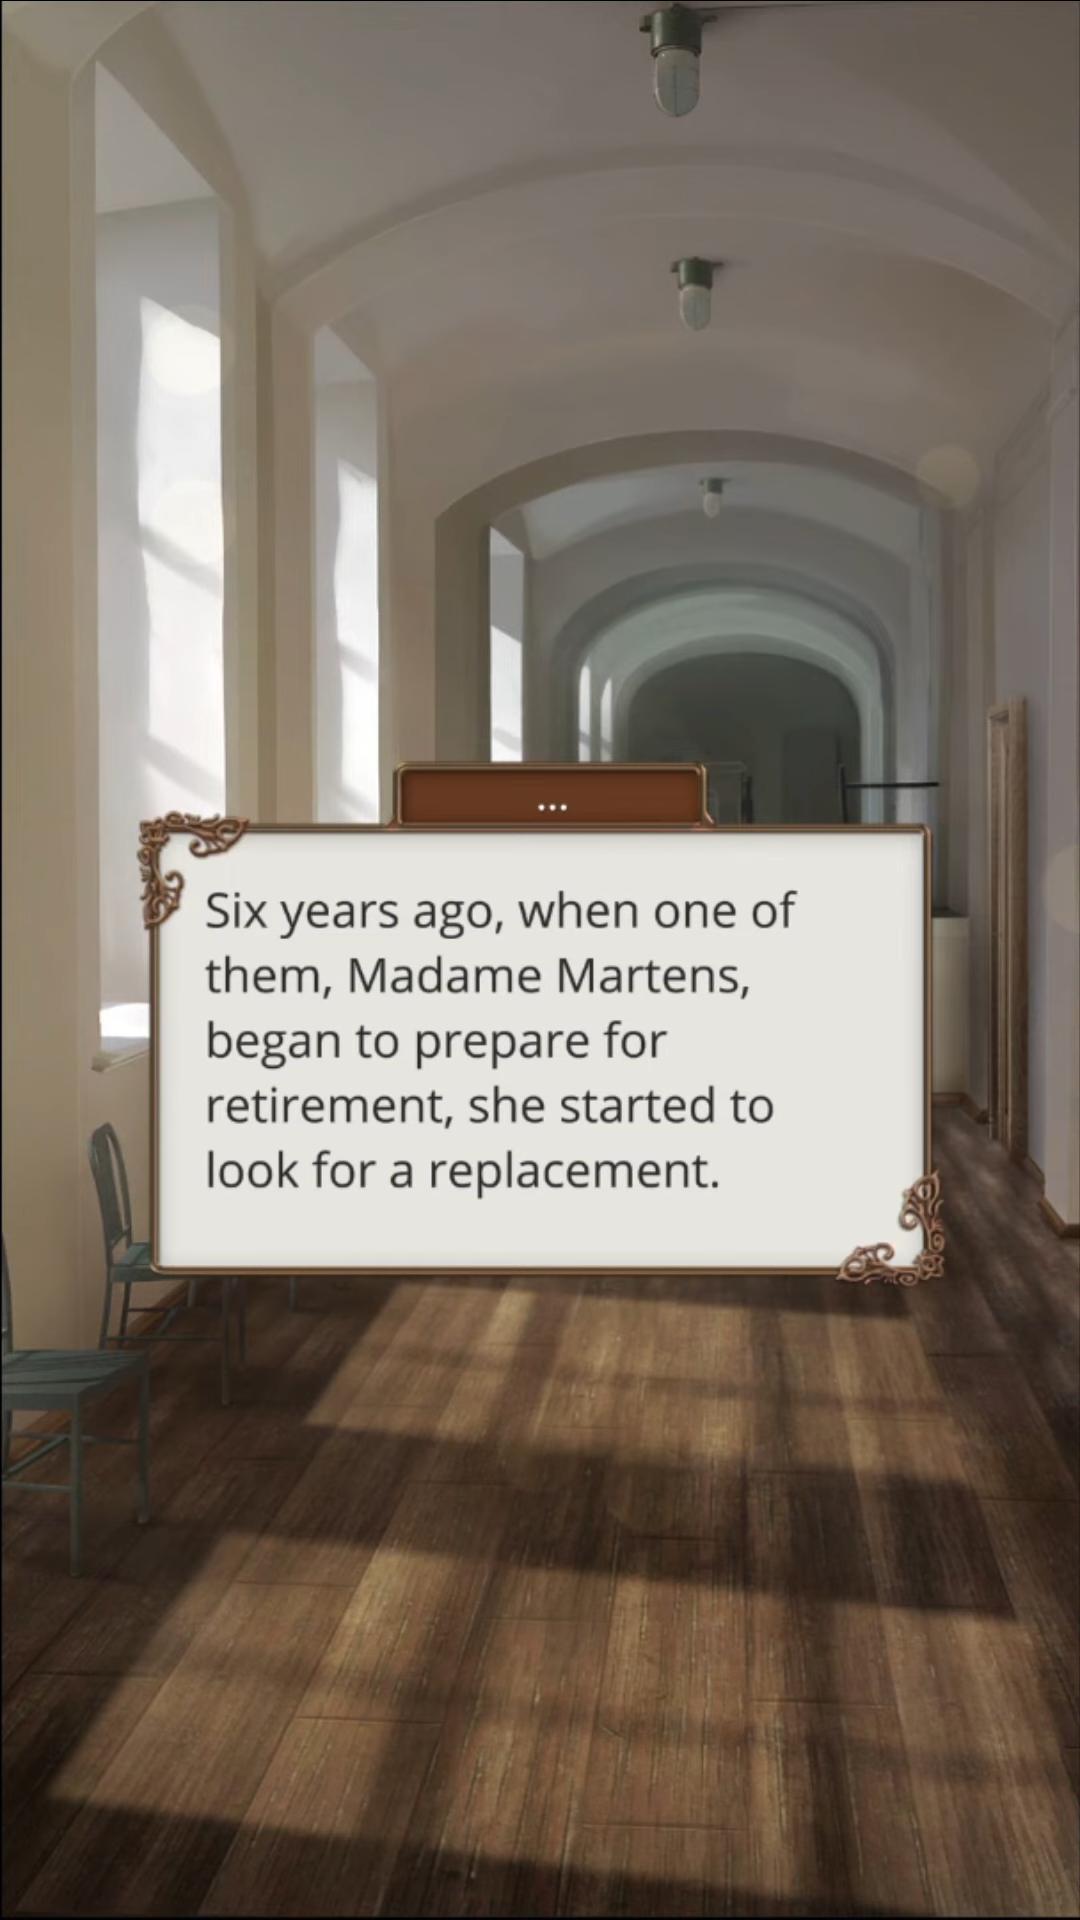 ...
Six years ago, when one of
them, Madame Martens,
began to prepare for
retirement, she started to
look for a replacement.